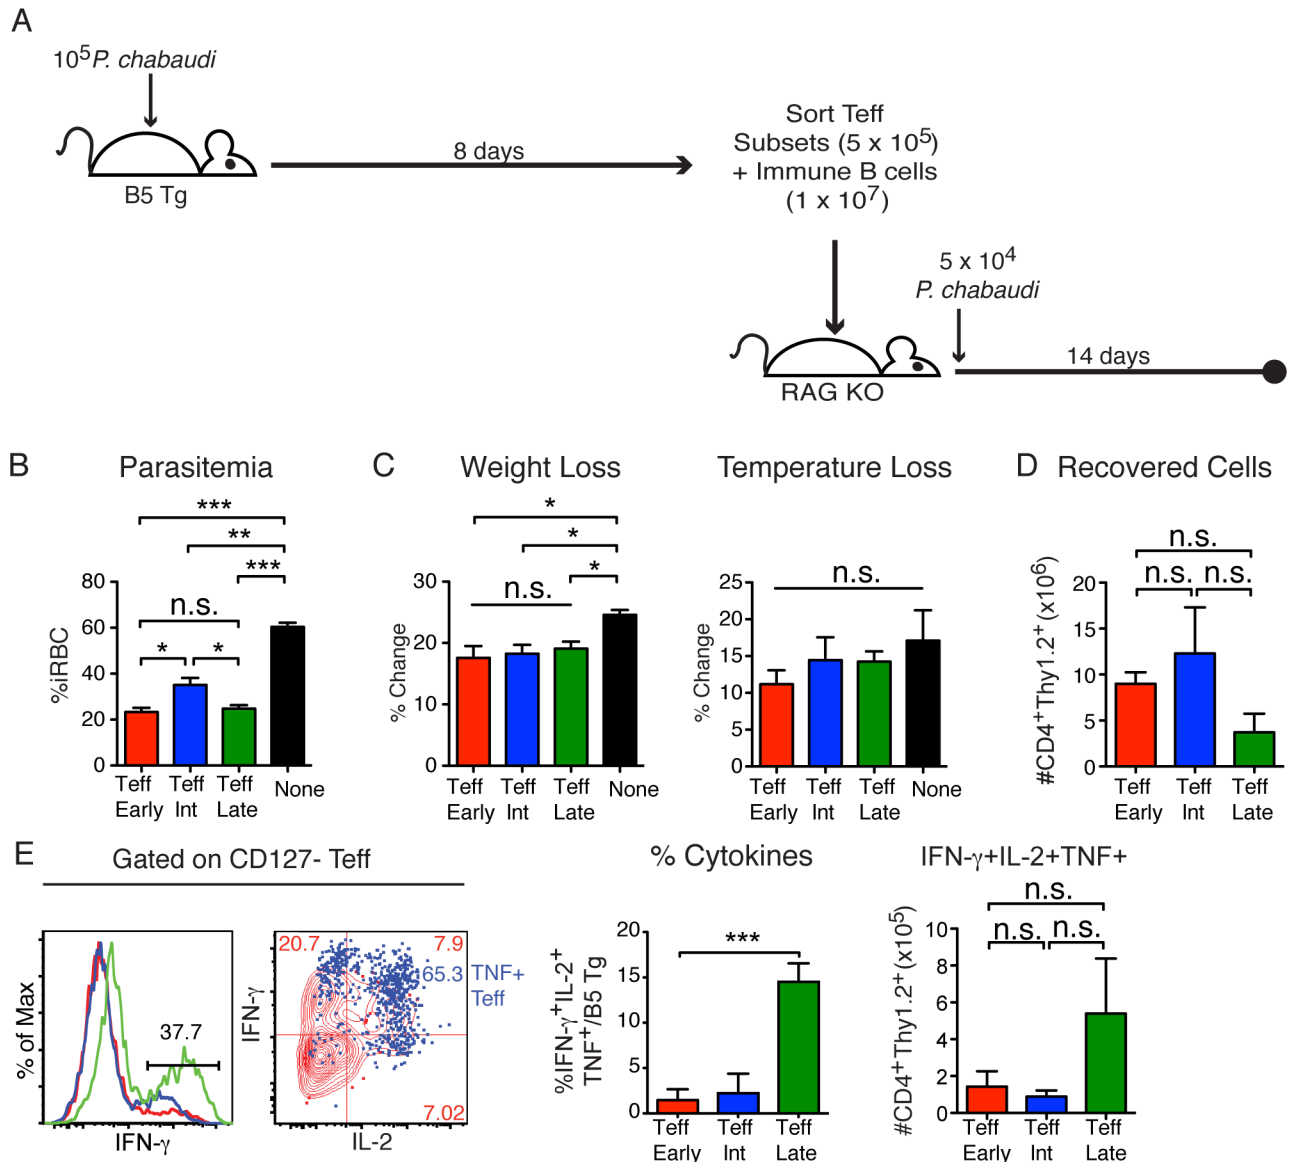 A
10⁵ P. chabaudi
B5 Tg
8 days
Sort Teff
Subsets (5 x 10⁵)
+ Immune B cells
(1 x 10⁷)
5 x 10⁴
P. chabaudi
RAG KO
14 days
B
Parasitemia
***
**
***
n.s.
*
*
%iRBC
80
60
40
20
0
Teff
Early
Teff
Int
Teff
Late
None
C
Weight Loss
*
*
*
n.s.
% Change
30
20
10
0
Teff
Early
Teff
Int
Teff
Late
None
Temperature Loss
n.s.
% Change
25
20
15
10
5
0
Teff
Early
Teff
Int
Teff
Late
None
D
Recovered Cells
n.s.
n.s.
n.s.
#CD4⁺Thy1.2⁺ (x10⁶)
20
15
10
5
0
Teff
Early
Teff
Int
Teff
Late
E
Gated on CD127- Teff
% of Max
37.7
IFN-γ
IFN-γ
20.7
7.9
65.3
TNF+
Teff
7.02
IL-2
% Cytokines
***
%IFN-γ⁺IL-2⁺
TNF⁺/B5 Tg
20
15
10
5
0
Teff
Early
Teff
Int
Teff
Late
IFN-γ+IL-2+TNF+
n.s.
n.s.
n.s.
#CD4⁺Thy1.2⁺ (x10⁵)
10
8
6
4
2
0
Teff
Early
Teff
Int
Teff
Late